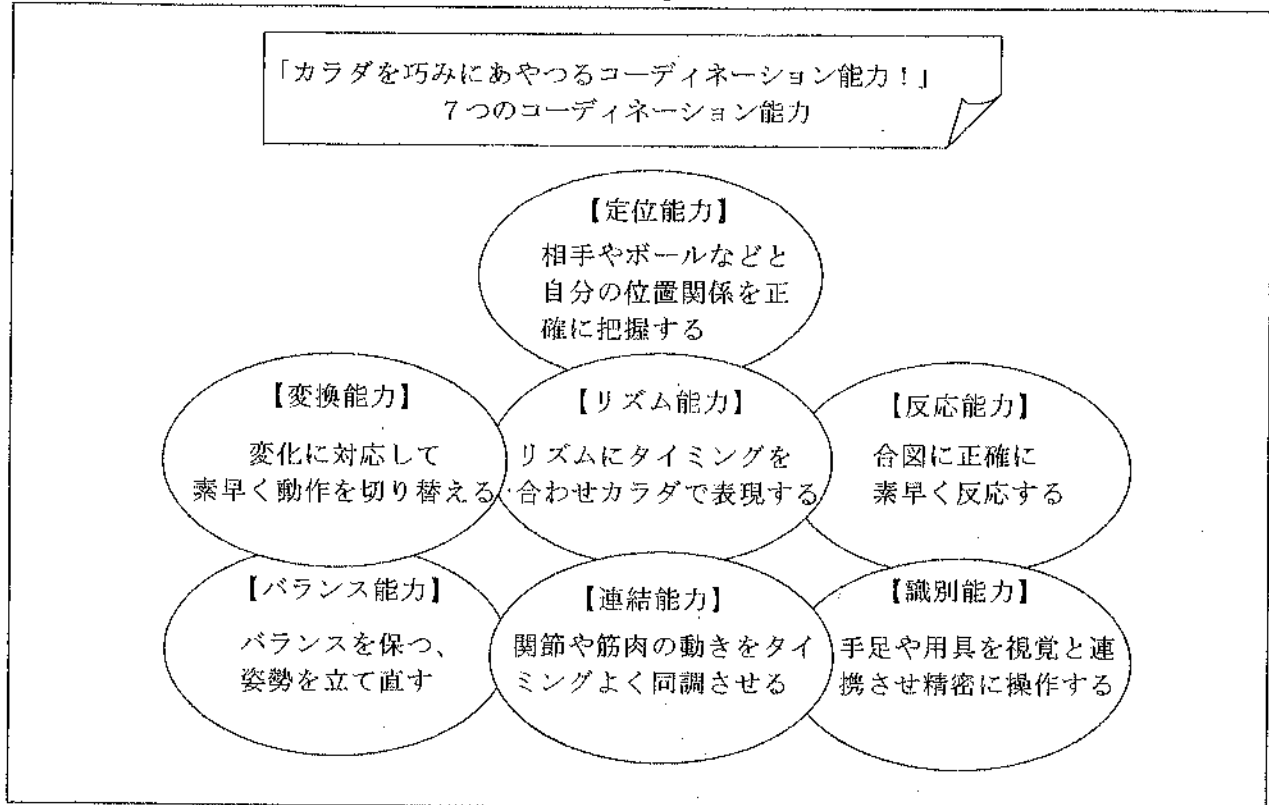 「カラダを巧みにあやつるコーディネーション能力！」
７つのコーディネーション能力
【定位能力】
相手やボールなどと
自分の位置関係を正
確に把握する
【変換能力】
変化に対応して
素早く動作を切り替える
【リズム能力】
リズムにタイミングを
合わせカラダで表現する
【反応能力】
合図に正確に
素早く反応する
【バランス能力】
バランスを保つ、
姿勢を立て直す
【連結能力】
関節や筋肉の動きをタイ
ミングよく同調させる
【識別能力】
手足や用具を視覚と連
携させ精密に操作する